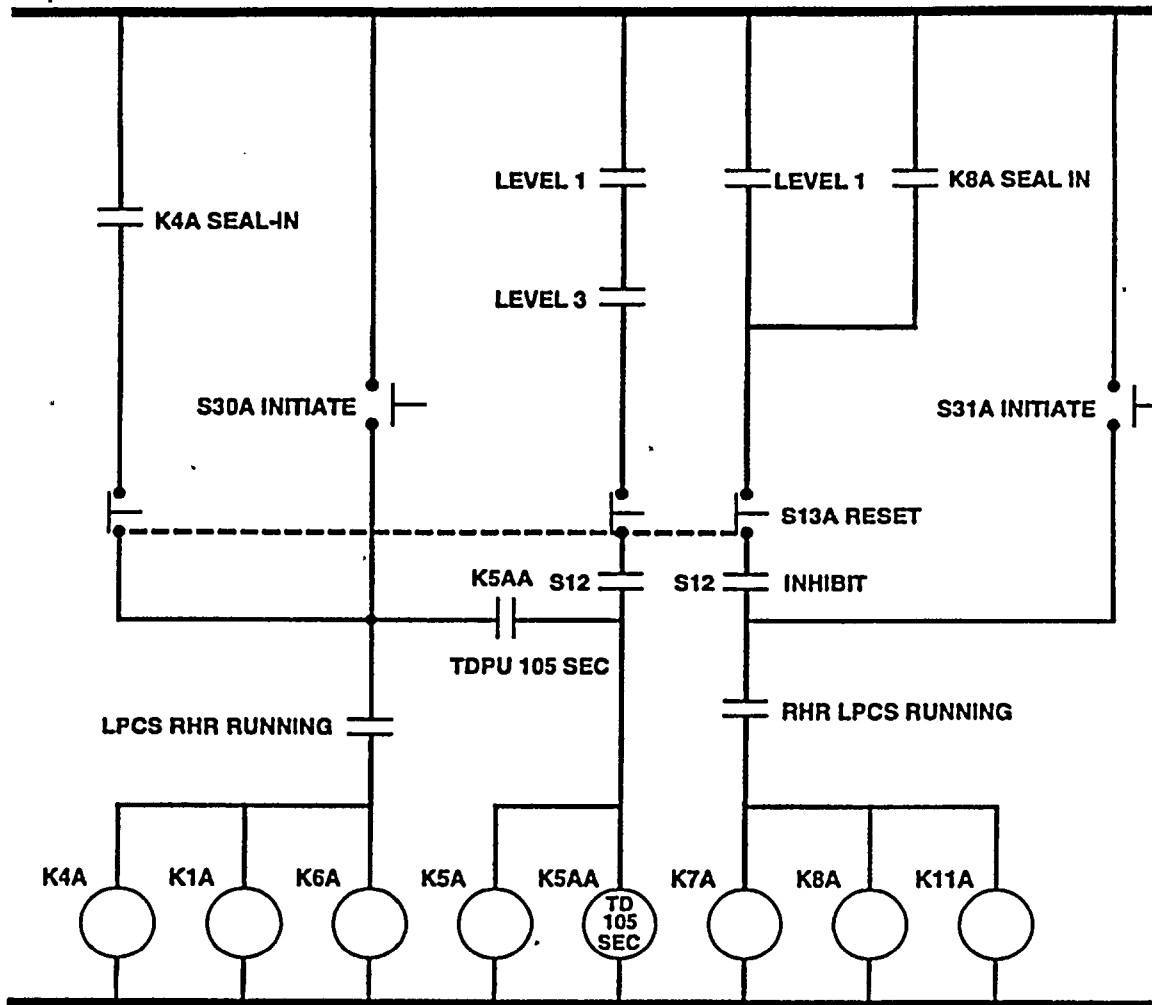 LEVEL 1
LEVEL 1
K8A SEAL IN
K4A SEAL-IN
LEVEL 3
S30A INITIATE
S31A INITIATE
S13A RESET
K5AA
S12
S12
INHIBIT
TDPU 105 SEC
LPCS RHR RUNNING
RHR LPCS RUNNING
K4A
K1A
K6A
K5A
K5AA
K7A
K8A
K11A
TD
105
SEC